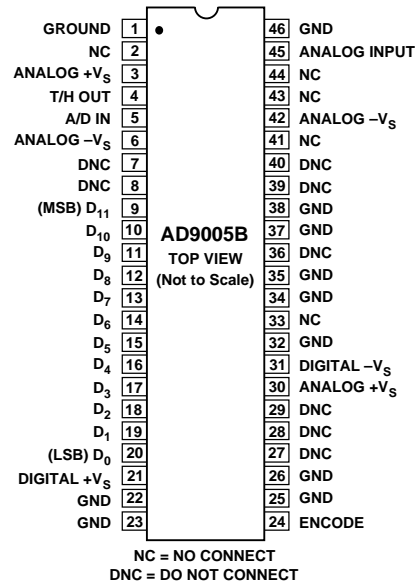 GROUND 1 46 GND
NC 2 45 ANALOG INPUT
ANALOG +VS 3 44 NC
T/H OUT 4 43 NC
A/D IN 5 42 ANALOG –VS
ANALOG –VS 6 41 NC
DNC 7 40 DNC
DNC 8 39 DNC
(MSB) D11 9 38 GND
D10 10 AD9005B 37 GND
D9 11 TOP VIEW 36 DNC
D8 12 (Not to Scale) 35 GND
D7 13 34 GND
D6 14 33 NC
D5 15 32 GND
D4 16 31 DIGITAL –VS
D3 17 30 ANALOG +VS
D2 18 29 DNC
D1 19 28 DNC
(LSB) D0 20 27 DNC
DIGITAL +VS 21 26 GND
GND 22 25 GND
GND 23 24 ENCODE
NC = NO CONNECT
DNC = DO NOT CONNECT